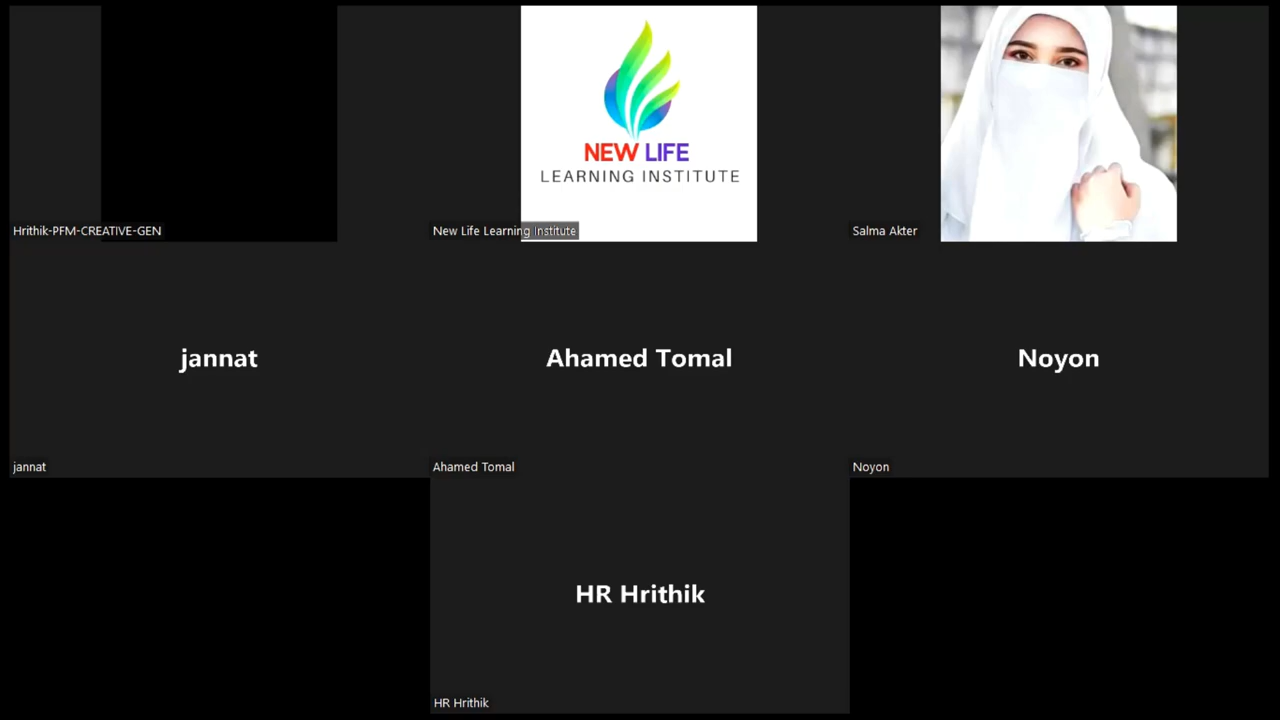 NEW LIFE
LEARNING INSTITUTE
Hrithik-PFM-CREATIVE-GEN
New Life Learning Institute
Salma Akter
jannat
Ahamed Tomal
Noyon
jannat
Ahamed Tomal
Noyon
HR Hrithik
HR Hrithik